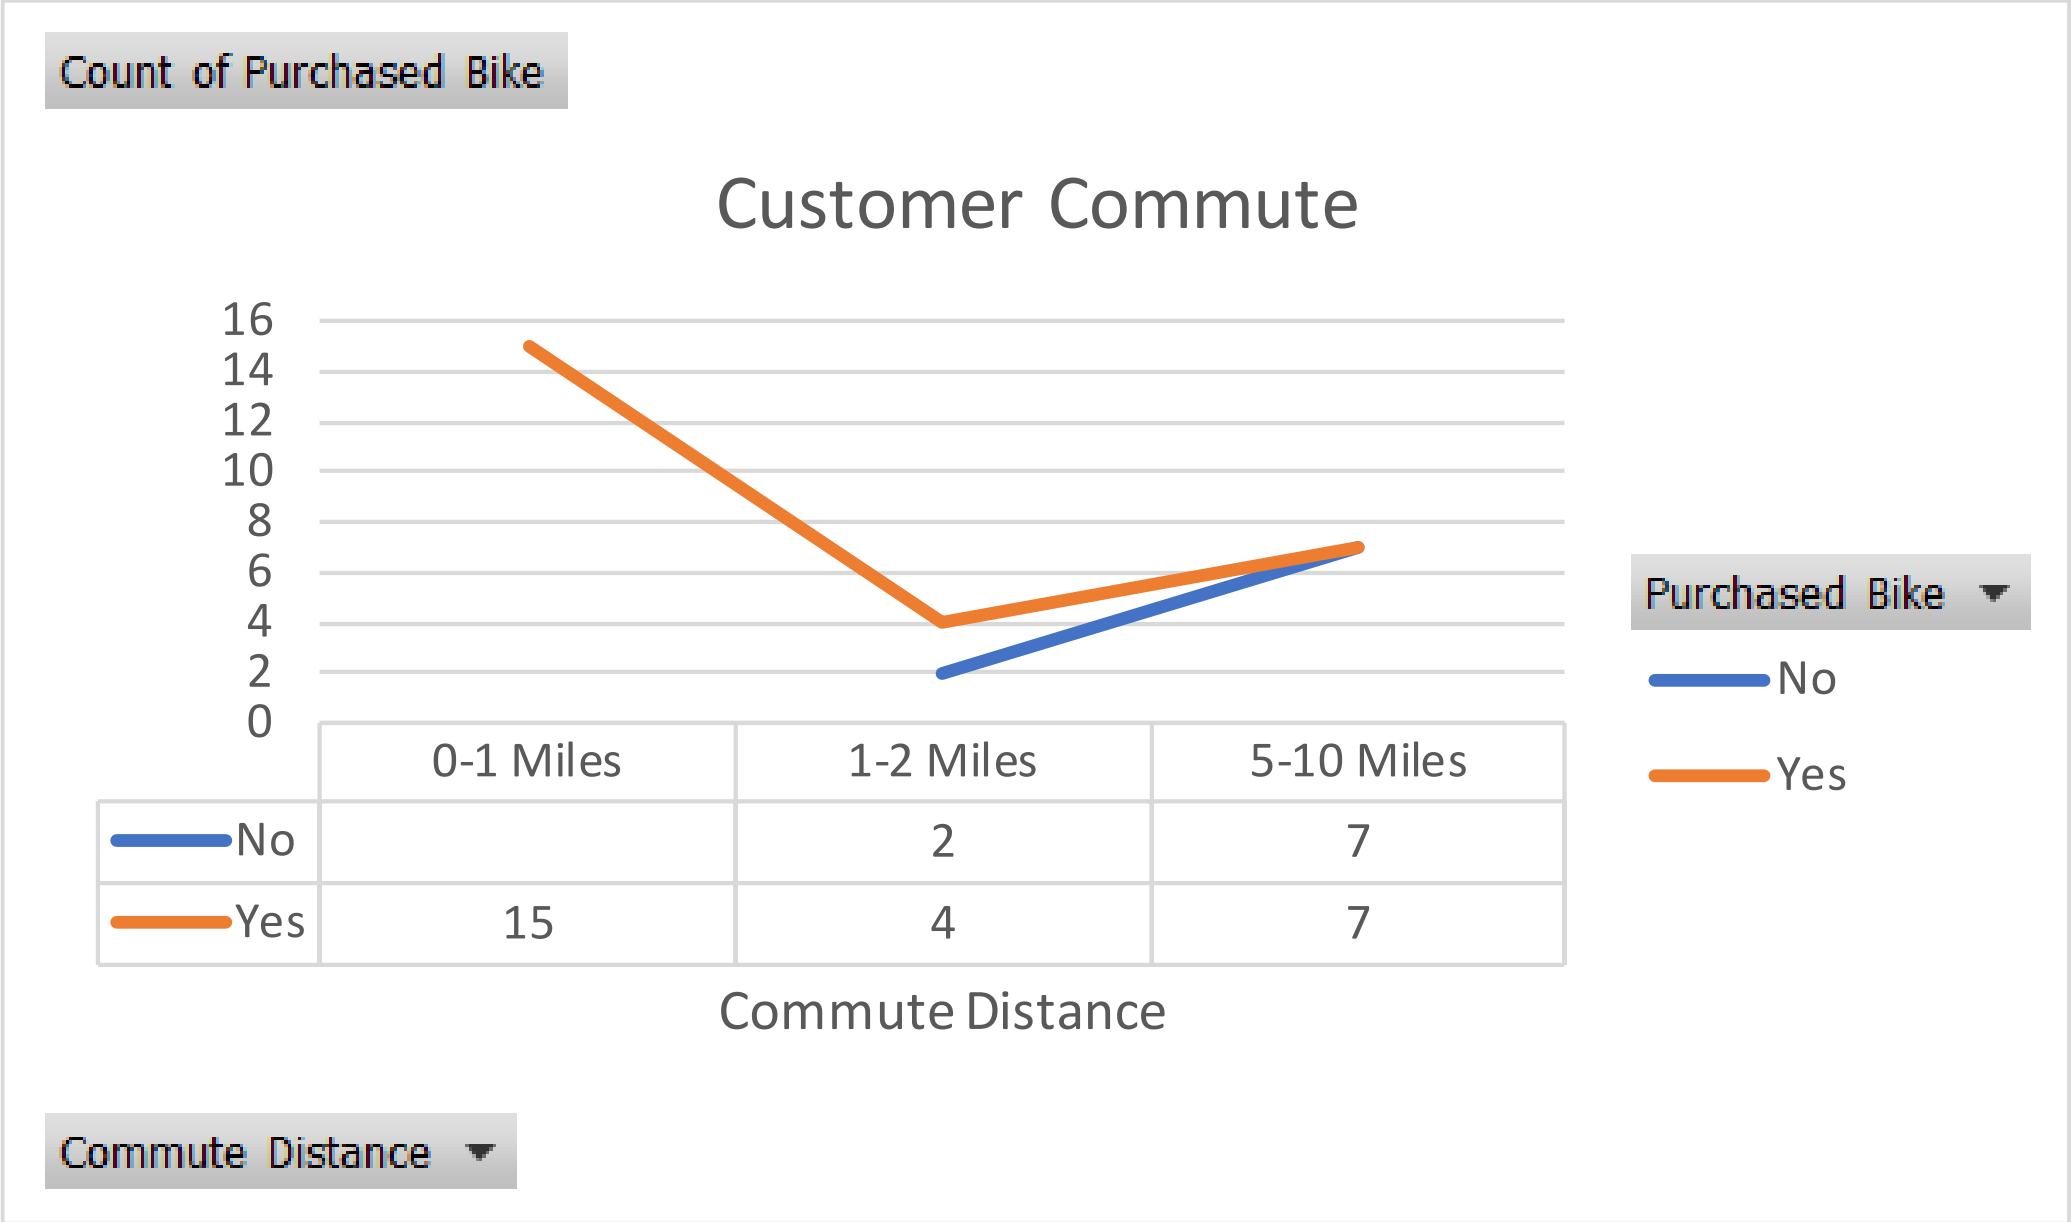 Count of Purchased Bike
Customer Commute
16
14
12
10
8
6
4
2
0
0-1 Miles 1-2 Miles 5-10 Miles
No 2 7
Yes 15 4 7
Commute Distance
Purchased Bike
No
Yes
Commute Distance